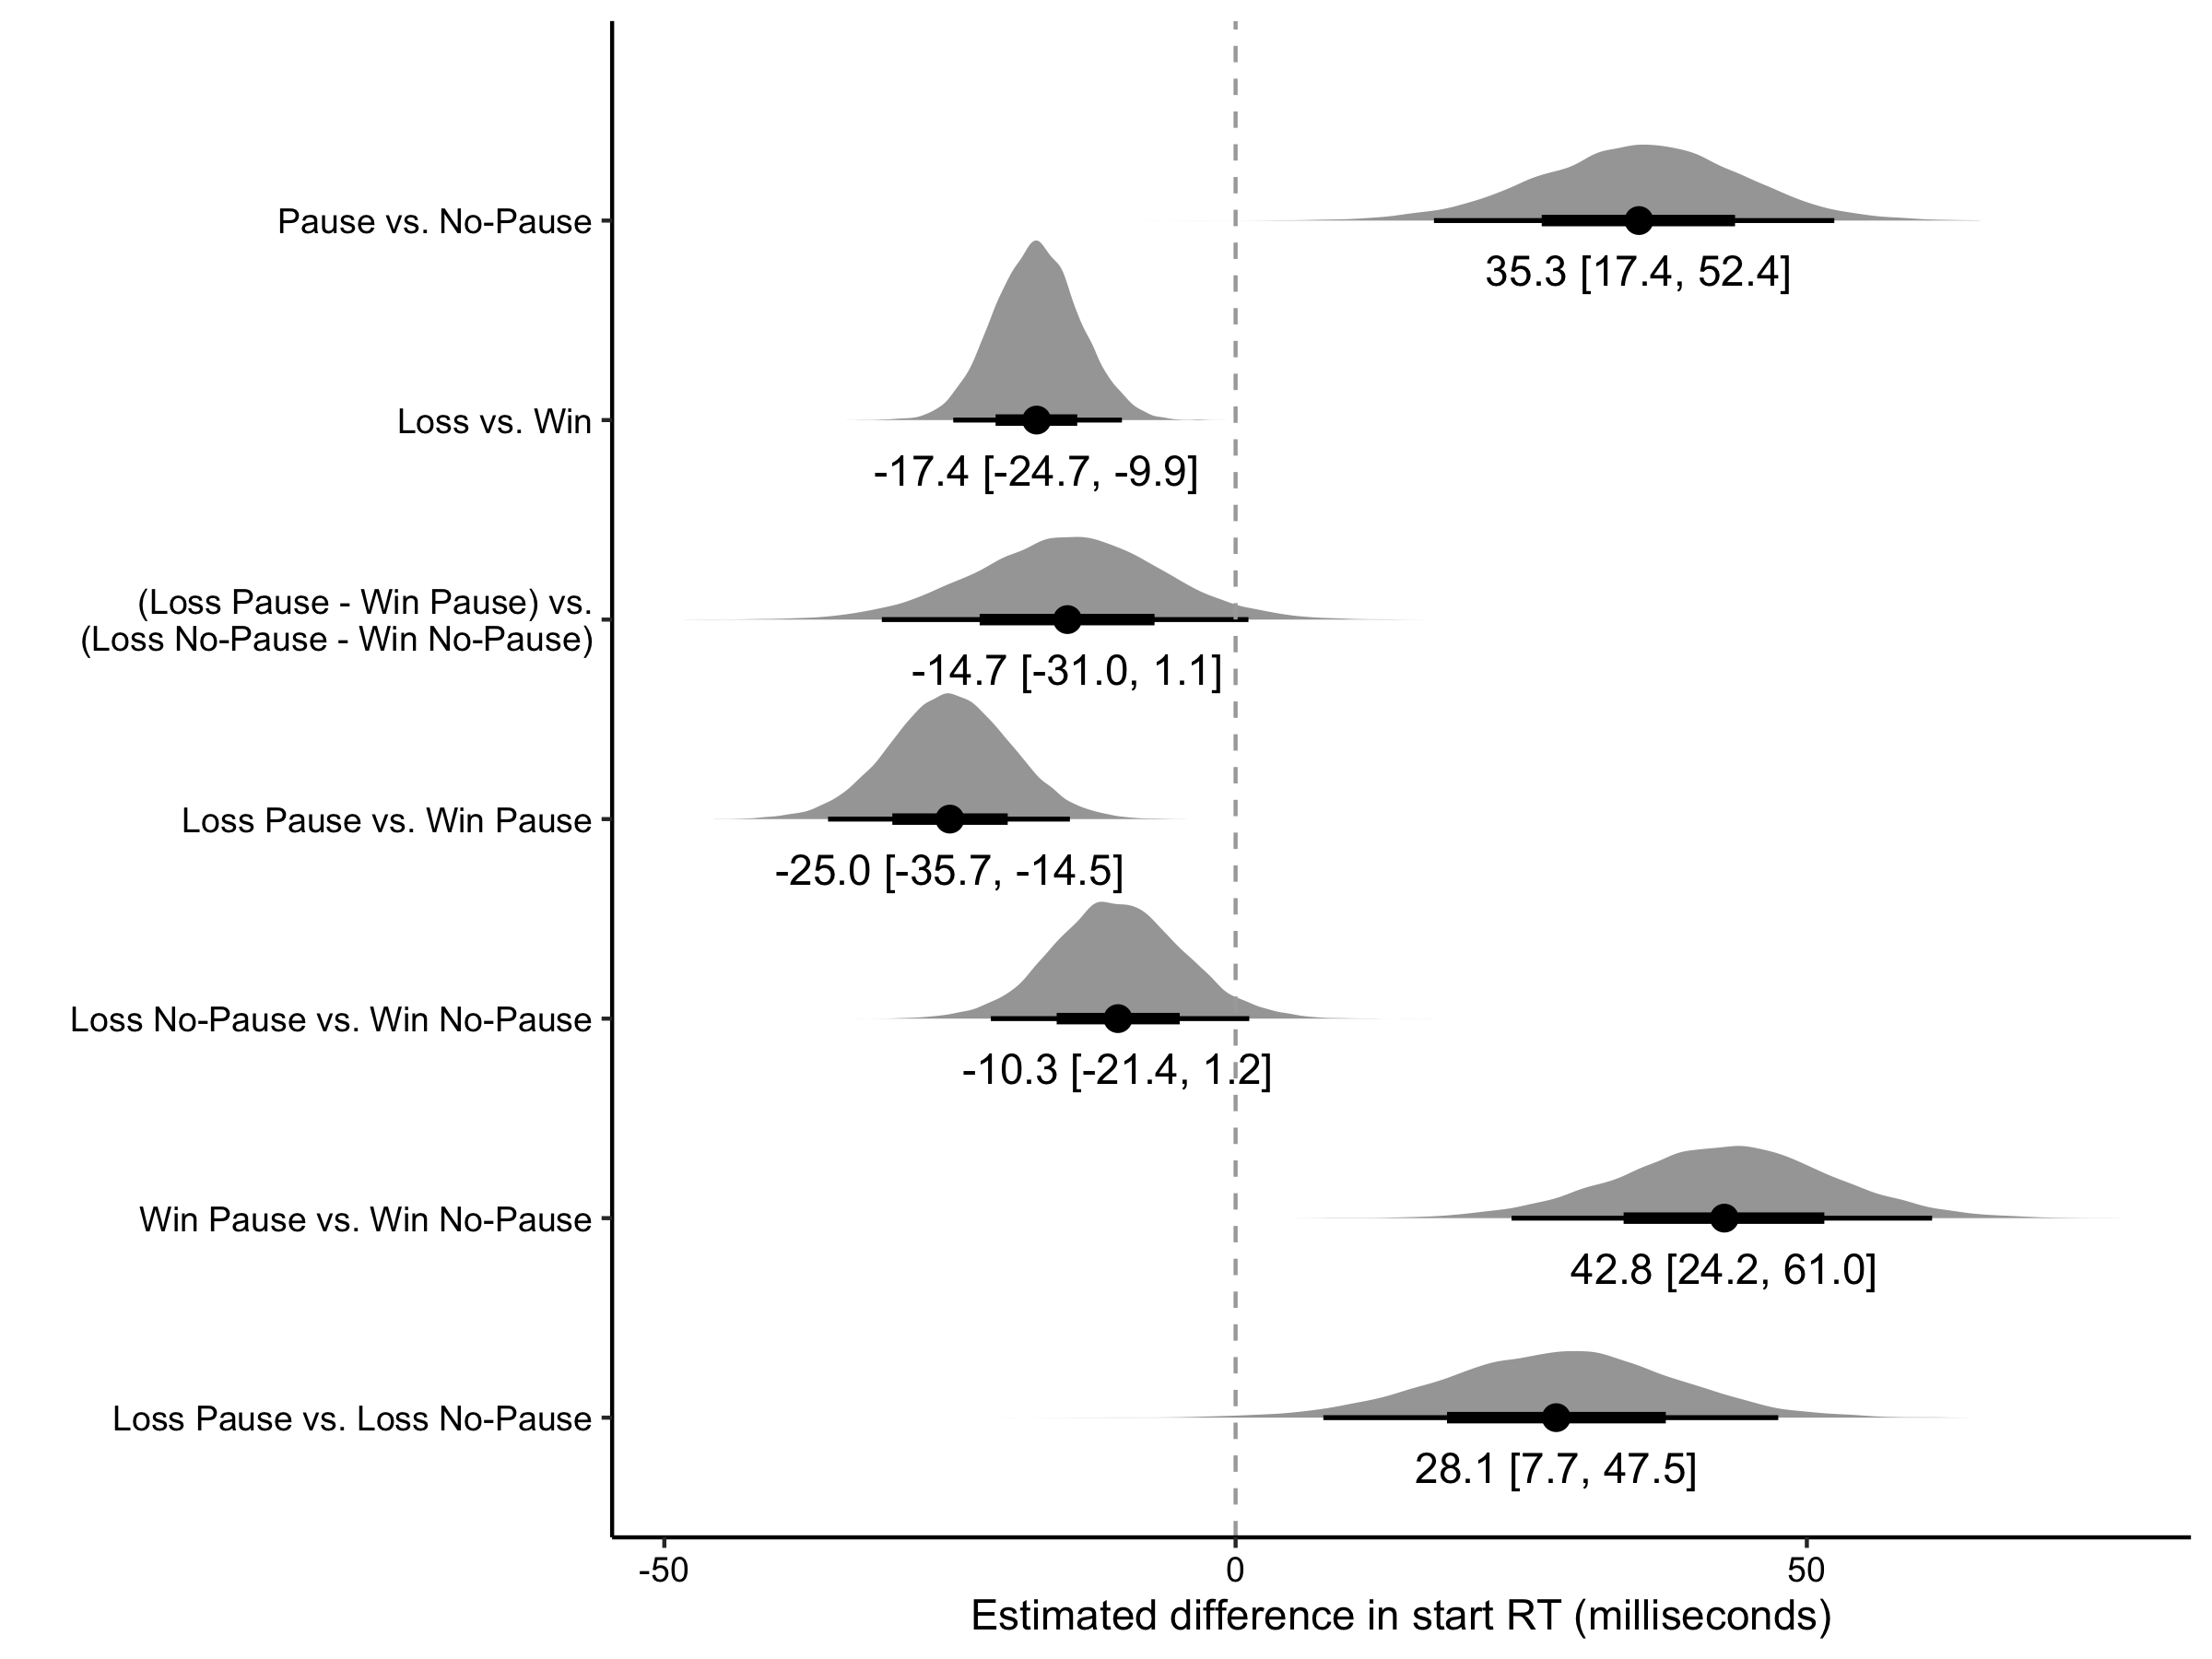 Pause vs. No-Pause
35.3 [17.4, 52.4]
Loss vs. Win
-17.4 [-24.7, -9.9]
(Loss Pause - Win Pause) vs.
(Loss No-Pause - Win No-Pause)
-14.7 [-31.0, 1.1]
Loss Pause vs. Win Pause
-25.0 [-35.7, -14.5]
Loss No-Pause vs. Win No-Pause
-10.3 [-21.4, 1.2]
Win Pause vs. Win No-Pause
42.8 [24.2, 61.0]
Loss Pause vs. Loss No-Pause
28.1 [7.7, 47.5]
-50 0 50
Estimated difference in start RT (milliseconds)